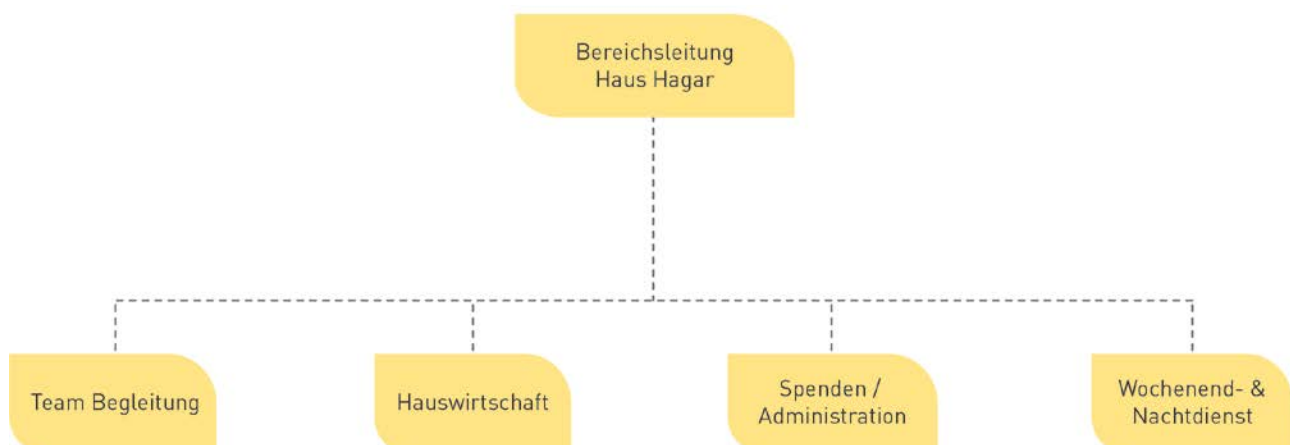 Bereichsleitung
Haus Hagar
Team Begleitung
Hauswirtschaft
Spenden /
Administration
Wochenend- &
Nachtdienst